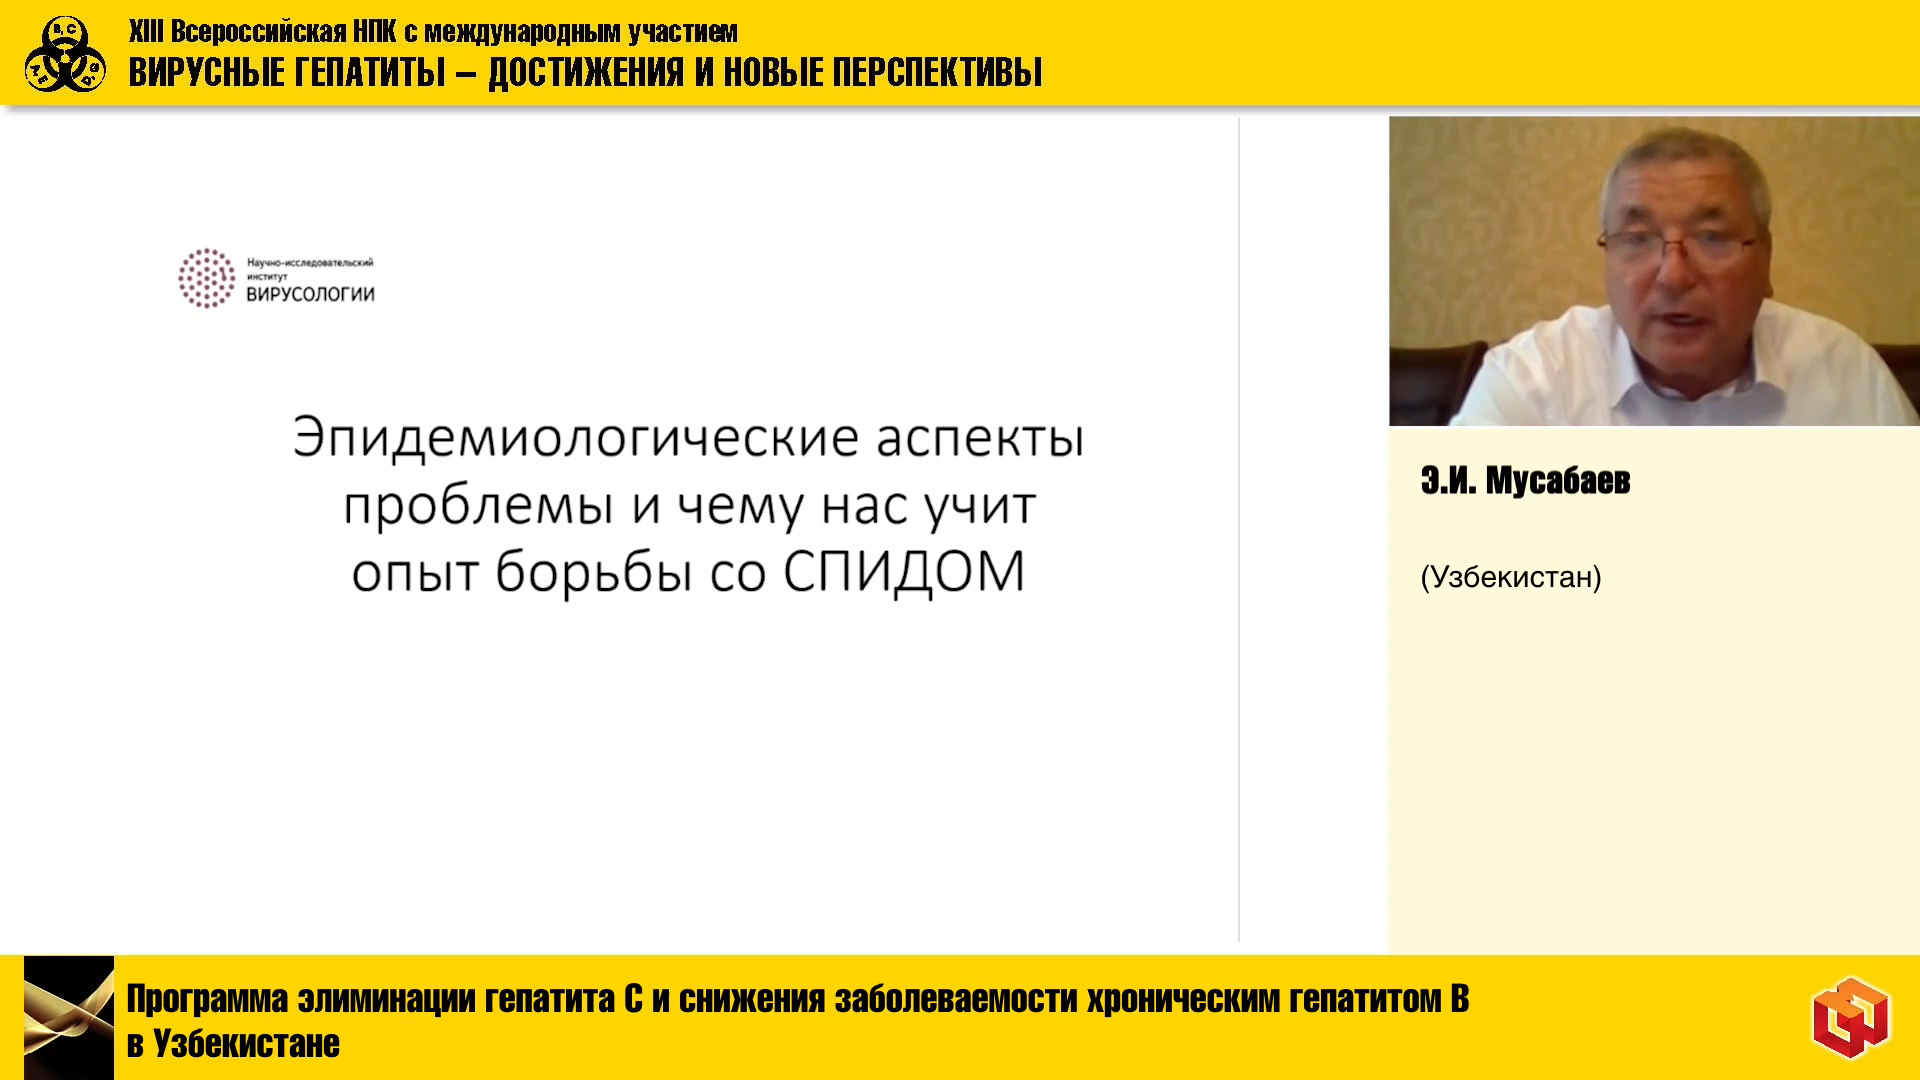 XIII Всероссийская НПК с международным участием
ВИРУСНЫЕ ГЕПАТИТЫ – ДОСТИЖЕНИЯ И НОВЫЕ ПЕРСПЕКТИВЫ
Научно-исследовательский
институт
ВИРУСОЛОГИИ
Эпидемиологические аспекты
проблемы и чему нас учит
опыт борьбы со СПИДОМ
Э.И. Мусабаев
(Узбекистан)
Программа элиминации гепатита С и снижения заболеваемости хроническим гепатитом В
в Узбекистане